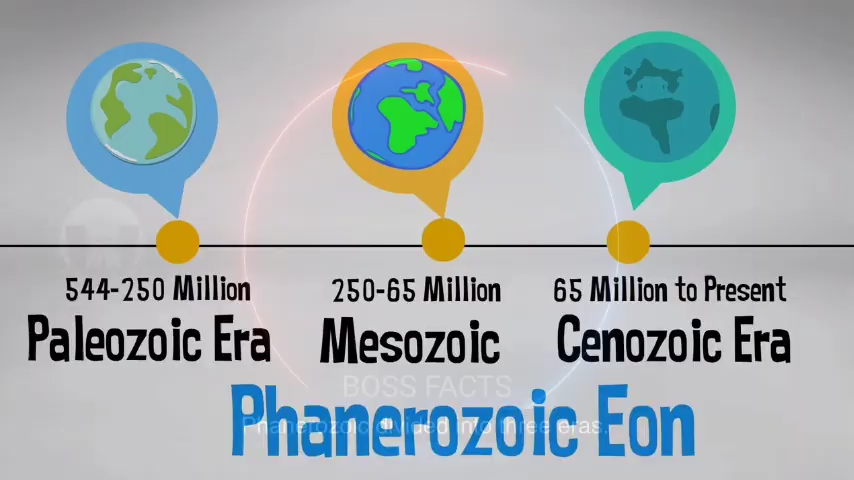 544-250 Million
250-65 Million
65 Million to Present
Paleozoic Era
Mesozoic
Cenozoic Era
BOSS FACTS
Phanerozoic Eon
Phanerozoic divided into three eras.